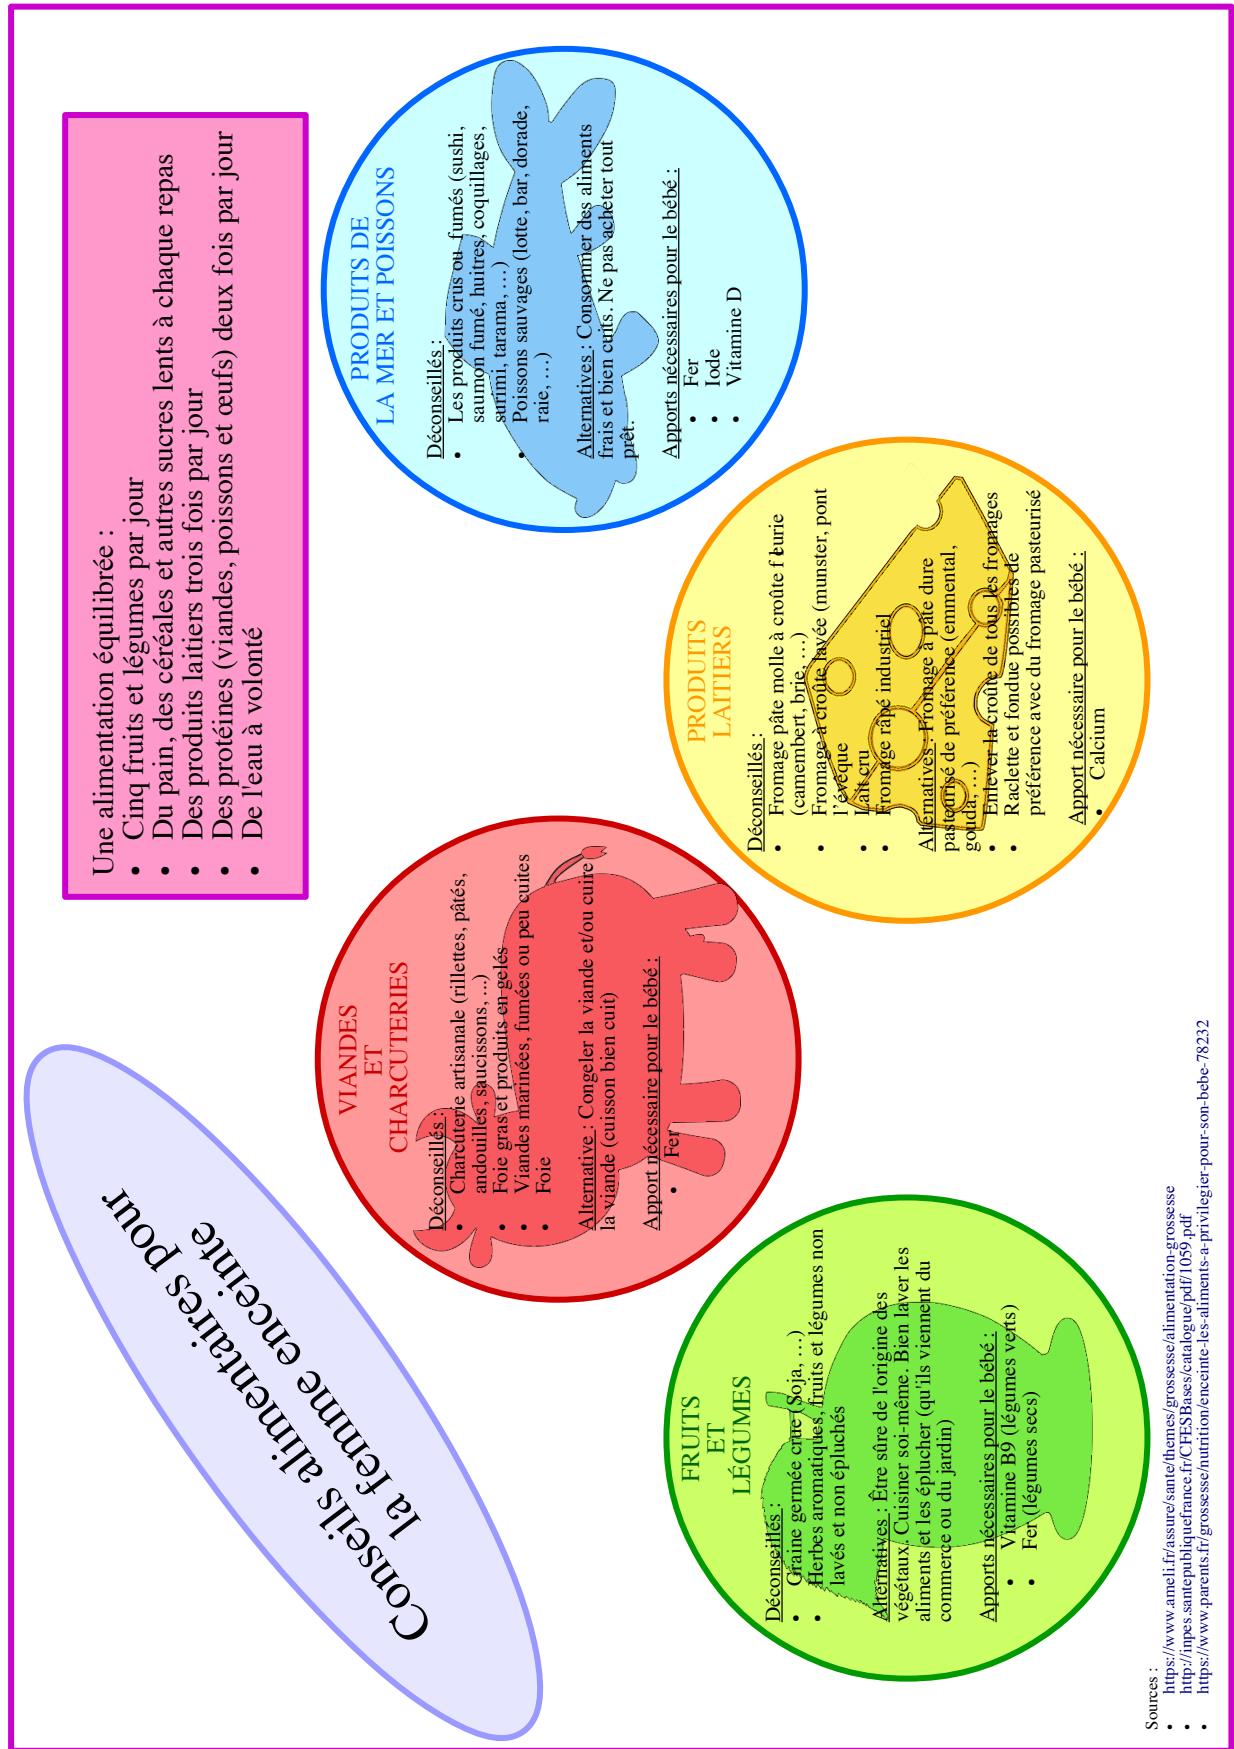 Conseils alimentaires pour
la femme enceinte
Une alimentation équilibrée :
• Cinq fruits et légumes par jour
• Du pain, des céréales et autres sucres lents à chaque repas
• Des produits laitiers trois fois par jour
• Des protéines (viandes, poissons et œufs) deux fois par jour
• De l'eau à volonté
VIANDES
ET
CHARCUTERIES
Déconseillés :
• Charcuterie artisanale (rillettes, pâtés,
andouilles, saucissons, ...)
• Foie gras et produits en gelés
• Viandes marinées, fumées ou peu cuites
• Foie
Alternative : Congeler la viande et/ou cuire
la viande (cuisson bien cuit)
Apport nécessaire pour le bébé :
• Fer
PRODUITS DE
LA MER ET POISSONS
Déconseillés :
• Les produits crus ou fumés (sushi,
saumon fumé, huitres, coquillages,
surimi, tarama, …)
• Poissons sauvages (lotte, bar, dorade,
raie, …)
Alternatives : Consommer des aliments
frais et bien cuits. Ne pas acheter tout
prêt.
Apports nécessaires pour le bébé :
• Fer
• Iode
• Vitamine D
FRUITS
ET
LÉGUMES
Déconseillés :
• Graine germée crue (Soja, …)
• Herbes aromatiques, fruits et légumes non
lavés et non épluchés
Alternatives : Être sûre de l'origine des
végétaux. Cuisiner soi-même. Bien laver les
aliments et les éplucher (qu'ils viennent du
commerce ou du jardin)
Apports nécessaires pour le bébé :
• Vitamine B9 (légumes verts)
• Fer (légumes secs)
PRODUITS
LAITIERS
Déconseillés :
• Fromage pâte molle à croûte fleurie
(camembert, brie, …)
• Fromage à croûte lavée (munster, pont
l’évêque
• Lait cru
• Fromage râpé industriel
Alternatives : Fromage à pâte dure
pasteurisé de préférence (emmental,
gouda, …)
• Enlever la croûte de tous les fromages
• Raclette et fondue possibles de
préférence avec du fromage pasteurisé
Apport nécessaire pour le bébé :
• Calcium
Sources :
• https://www.ameli.fr/assure/sante/themes/grossesse/alimentation-grossesse
• http://inpes.santepubliquefrance.fr/CFESBases/catalogue/pdf/1059.pdf
• https://www.parents.fr/grossesse/nutrition/enceinte-les-aliments-a-privilegier-pour-son-bebe-78232